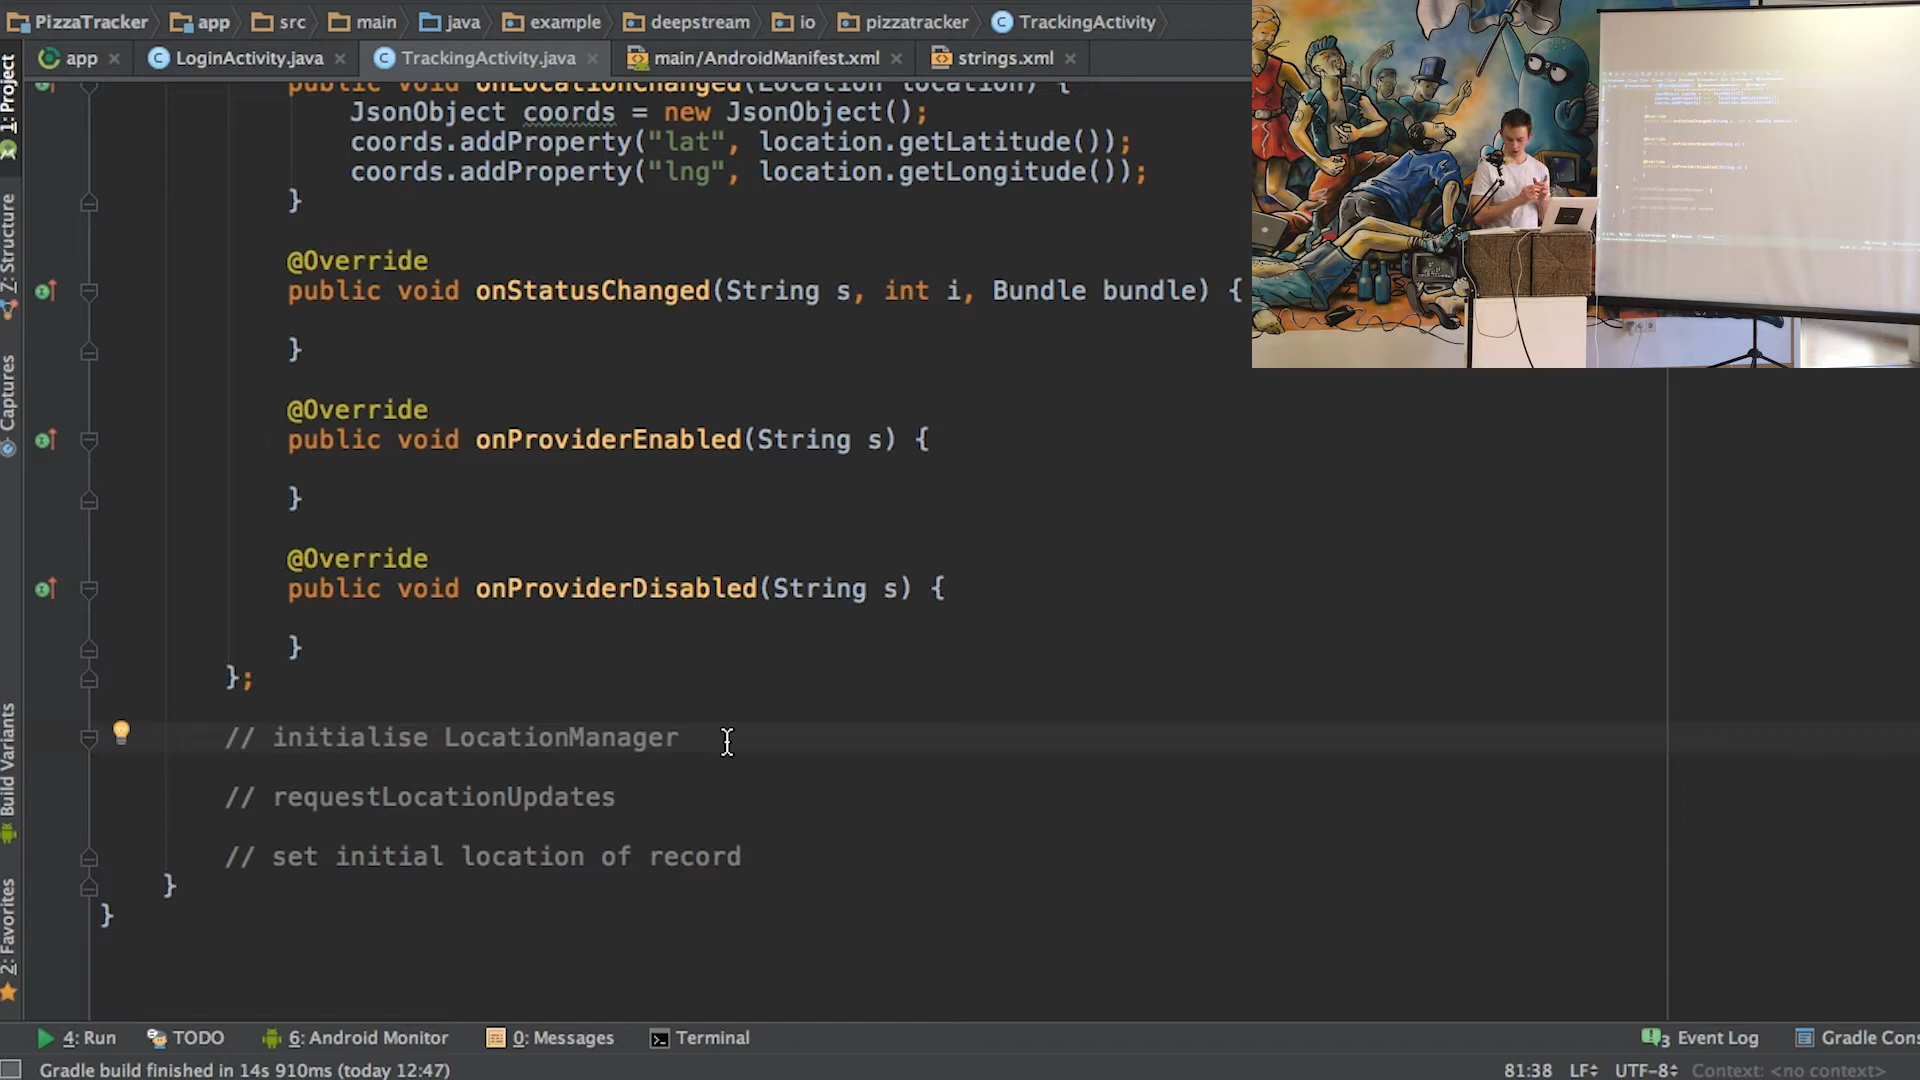 PizzaTracker app src main java example deepstream io pizzatracker TrackingActivity
app LoginActivity.java TrackingActivity.java main/AndroidManifest.xml strings.xml
public void onLocationChanged(Location location) {
JsonObject coords = new JsonObject();
coords.addProperty("lat", location.getLatitude());
coords.addProperty("lng", location.getLongitude());
}
@Override
public void onStatusChanged(String s, int i, Bundle bundle) {
}
@Override
public void onProviderEnabled(String s) {
}
@Override
public void onProviderDisabled(String s) {
}
};
// initialise LocationManager
// requestLocationUpdates
// set initial location of record
}
}
1: Project
Z: Structure
Captures
Build Variants
2: Favorites
4: Run TODO 6: Android Monitor 0: Messages Terminal 3 Event Log Gradle Cons
Gradle build finished in 14s 910ms (today 12:47) 81:38 LF UTF-8 Context: <no context>